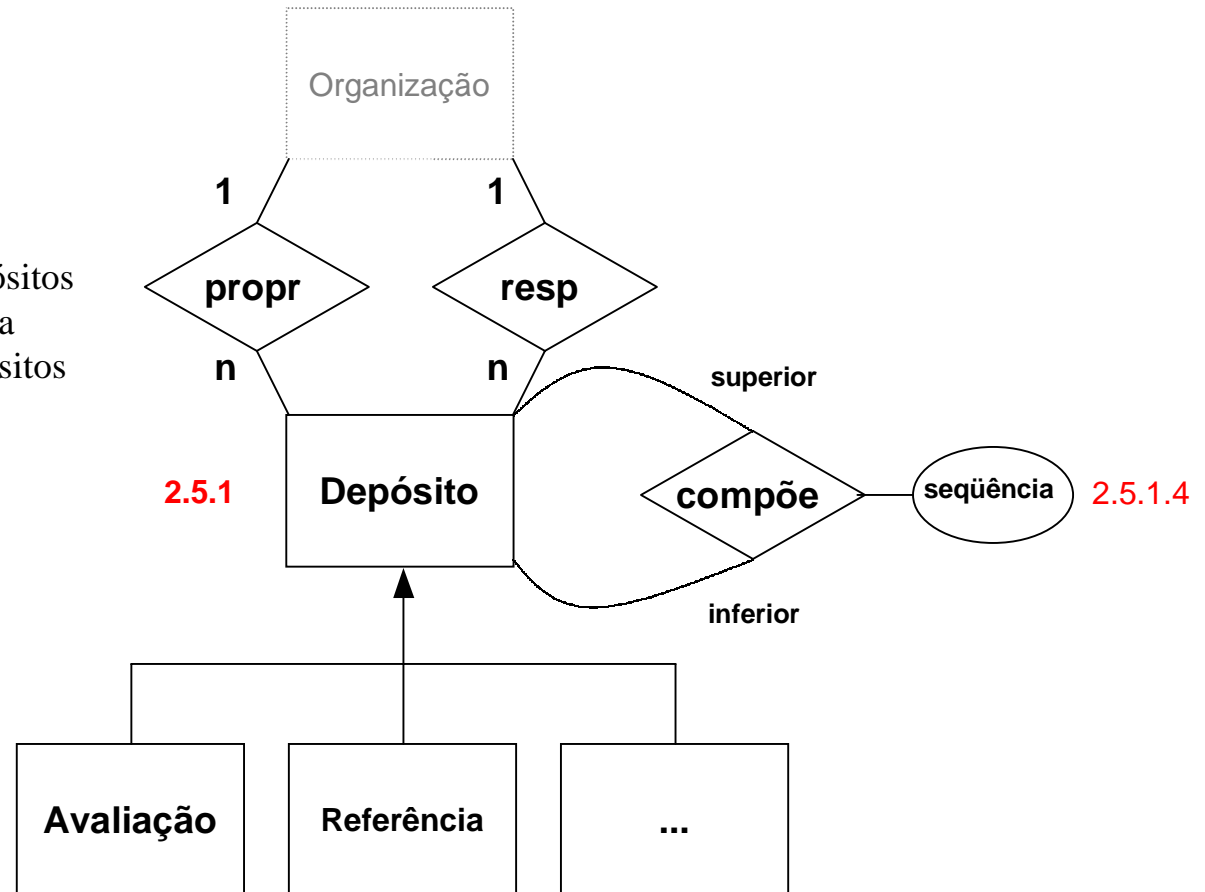 Organização
1
1
propr
resp
a
n
n
superior
2.5.1
Depósito
compõe
seqüência
2.5.1.4
inferior
Avaliação
Referência
...